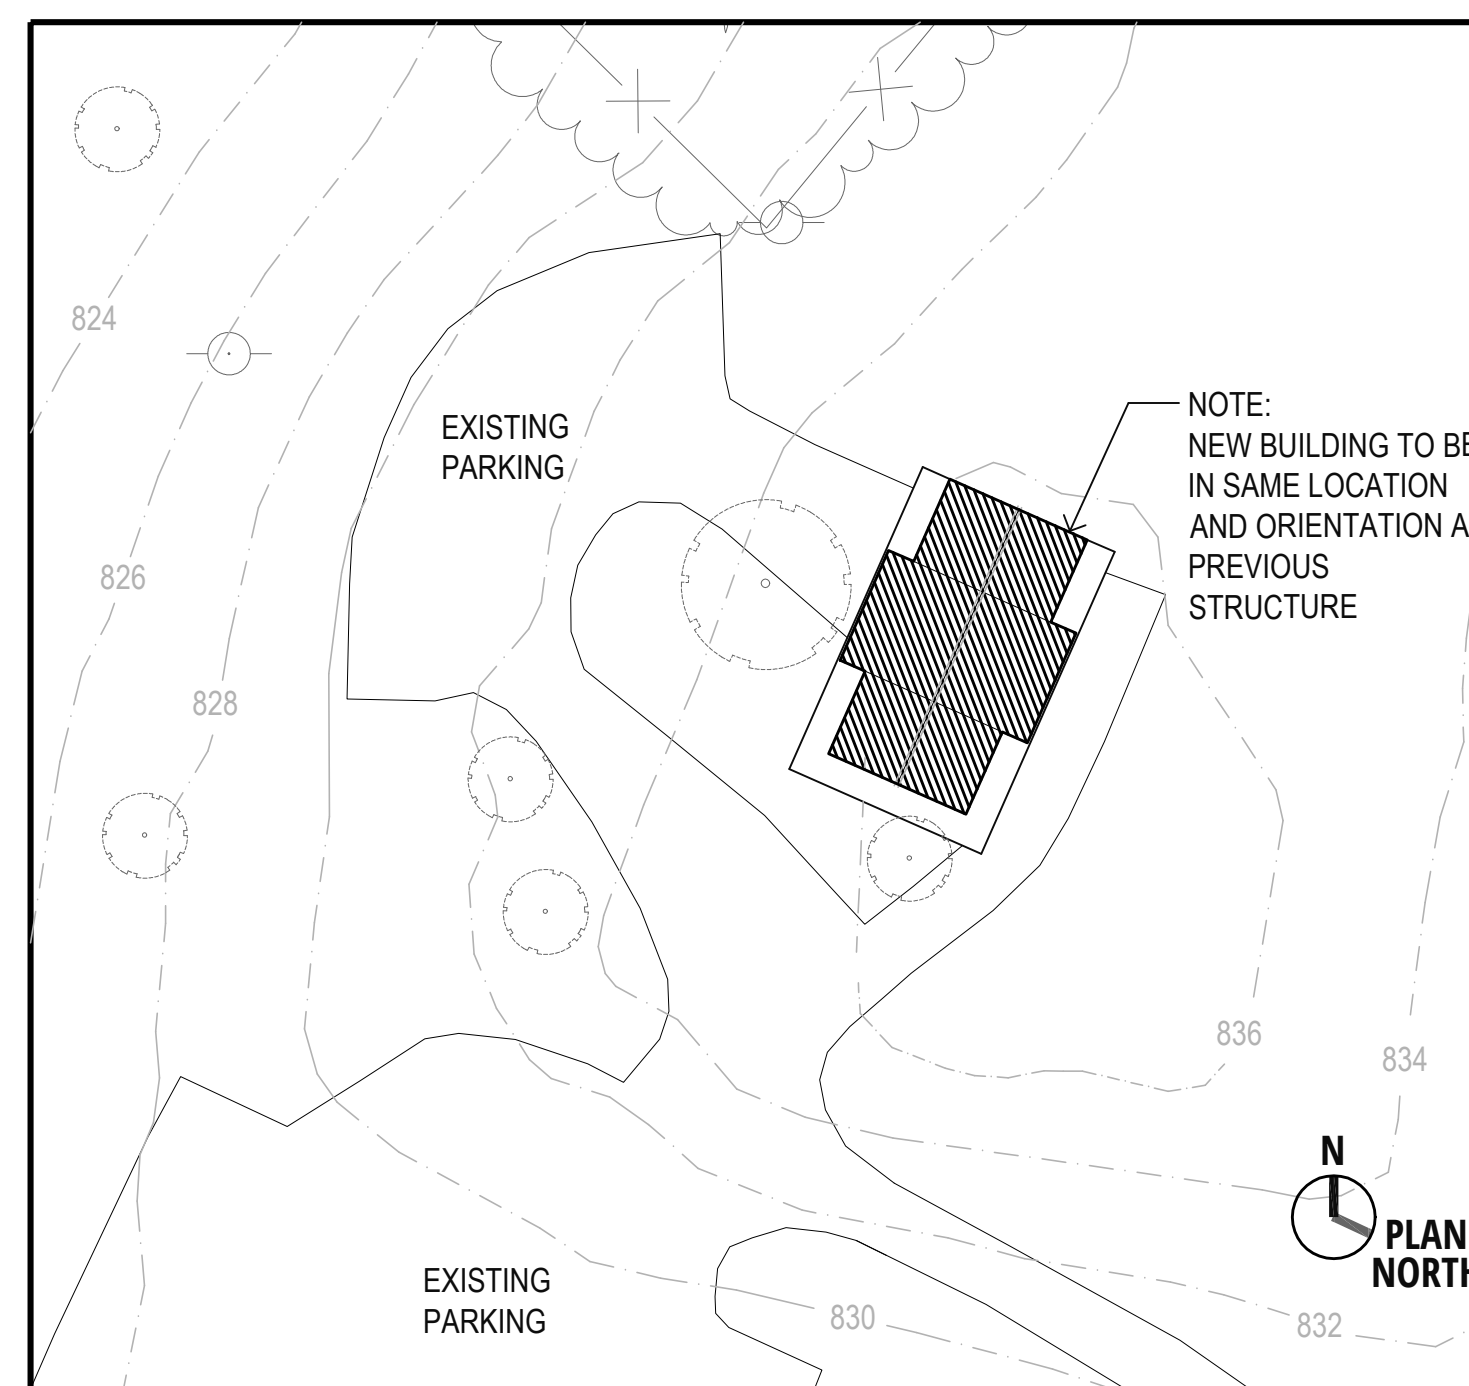 824
EXISTING
PARKING
NOTE:
NEW BUILDING TO BE
IN SAME LOCATION
AND ORIENTATION A
PREVIOUS
STRUCTURE
826
828
836
834
N
PLAN
NORTH
EXISTING
PARKING
830
832